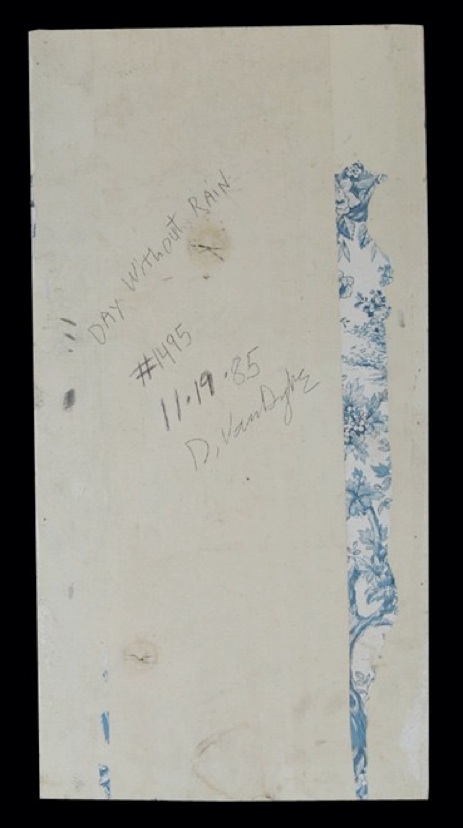 DAY Without RAIN
#1495
11·19·85
D. VanDyke